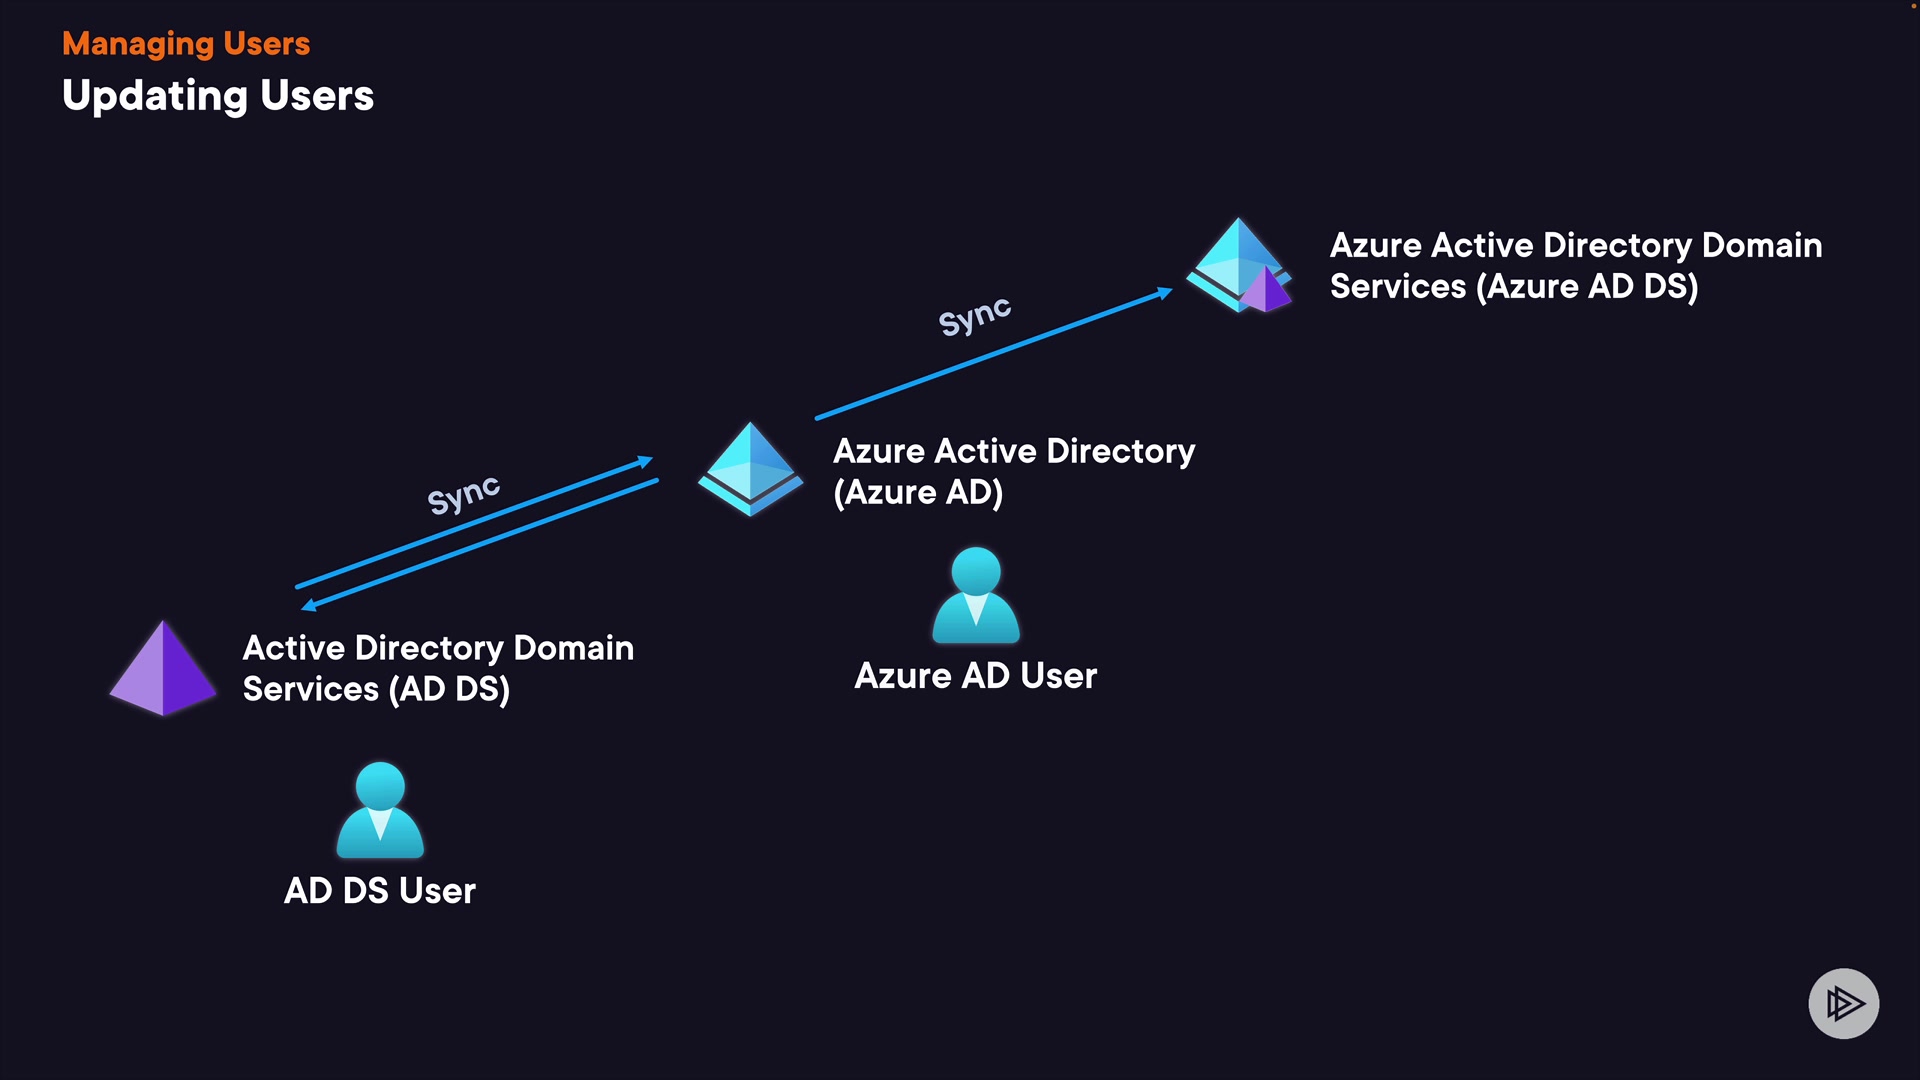 Managing Users
Updating Users
Azure Active Directory Domain
Services (Azure AD DS)
Sync
Azure Active Directory
(Azure AD)
Sync
Azure AD User
Active Directory Domain
Services (AD DS)
AD DS User